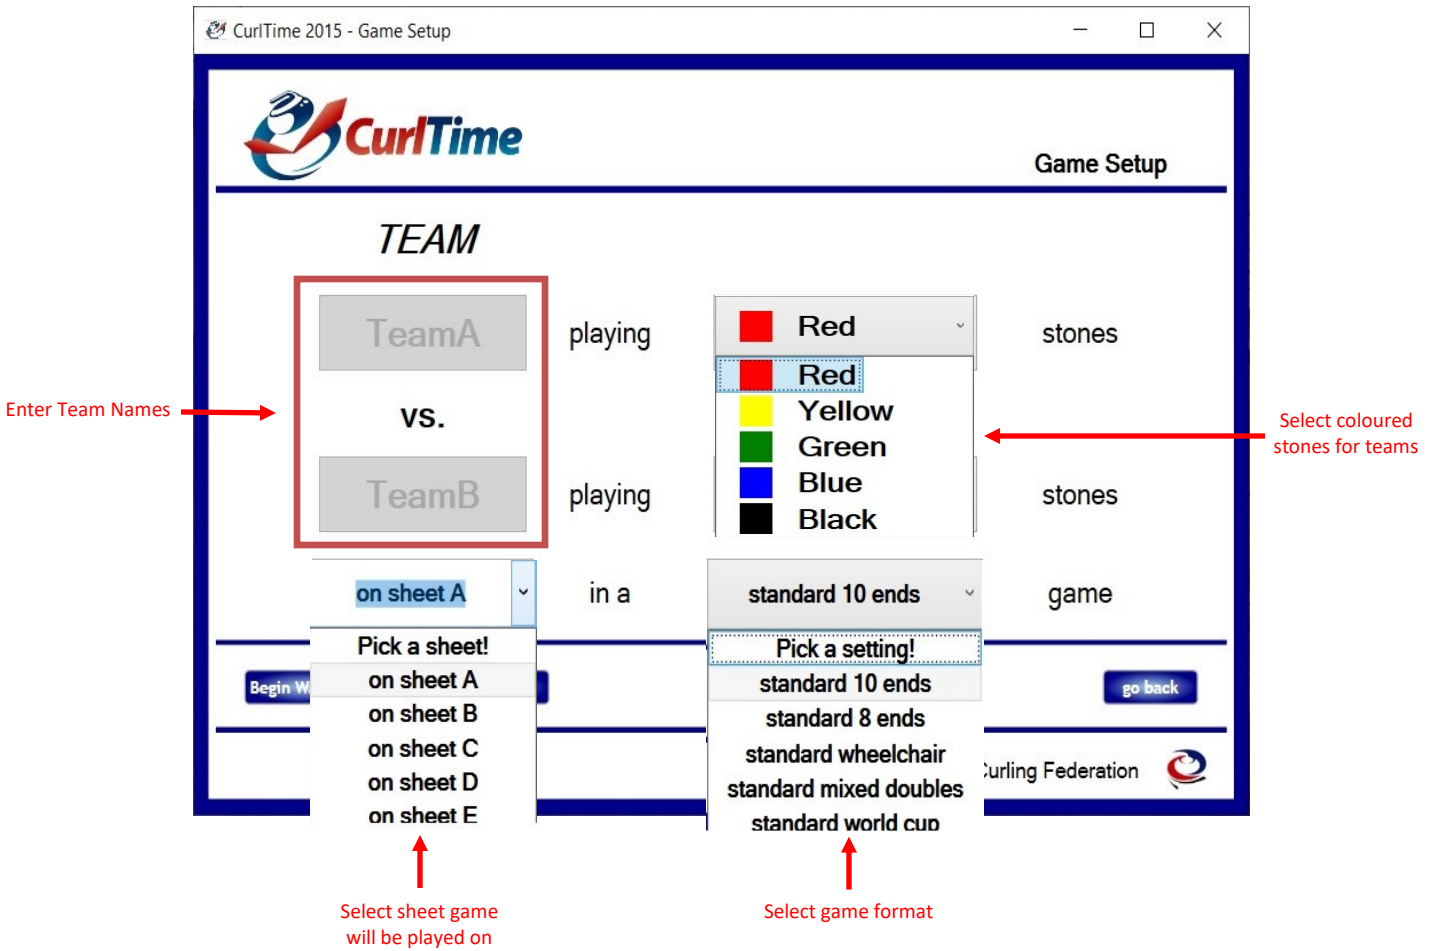 CurlTime 2015 - Game Setup
CurlTime
Game Setup
TEAM
TeamA
playing
Red
stones
Red
Enter Team Names
vs.
Yellow
Select coloured
stones for teams
Green
TeamB
playing
Blue
stones
Black
on sheet A
in a
standard 10 ends
game
Pick a sheet!
Pick a setting!
Begin
on sheet A
standard 10 ends
go back
on sheet B
standard 8 ends
on sheet C
standard wheelchair
Curling Federation
on sheet D
standard mixed doubles
on sheet E
standard world cup
Select sheet game
will be played on
Select game format